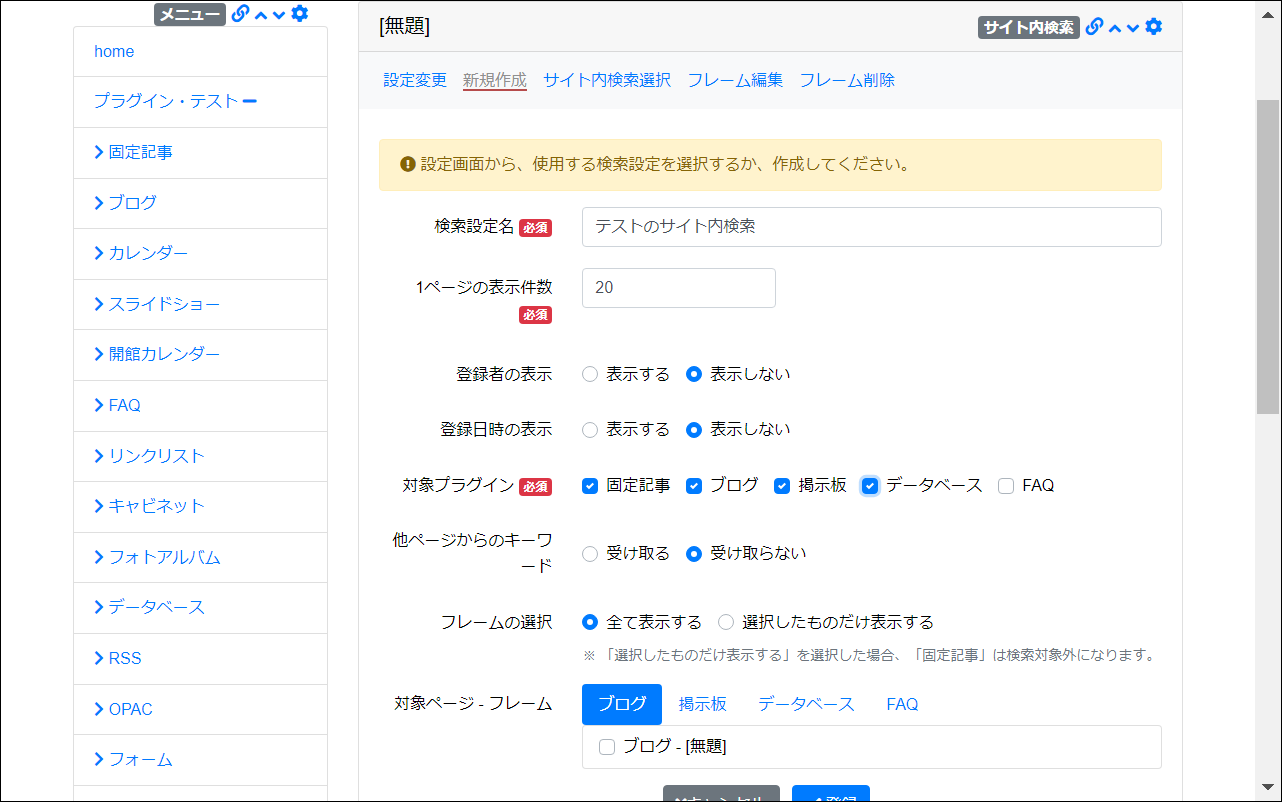 メニュー
home
プラグイン・テスト
固定記事
ブログ
カレンダー
スライドショー
開館カレンダー
FAQ
リンクリスト
キャビネット
フォトアルバム
データベース
RSS
OPAC
フォーム
[無題]
サイト内検索
設定変更 新規作成 サイト内検索選択 フレーム編集 フレーム削除
設定画面から、使用する検索設定を選択するか、作成してください。
検索設定名 必須 テストのサイト内検索
1ページの表示件数 20
必須
登録者の表示 表示する 表示しない
登録日時の表示 表示する 表示しない
対象プラグイン 必須 固定記事 ブログ 掲示板 データベース FAQ
他ページからのキーワ
ード 受け取る 受け取らない
フレームの選択 全て表示する 選択したものだけ表示する
※ 「選択したものだけ表示する」を選択した場合、「固定記事」は検索対象外になります。
対象ページ - フレーム ブログ 掲示板 データベース FAQ
ブログ - [無題]
キャンセル 登録